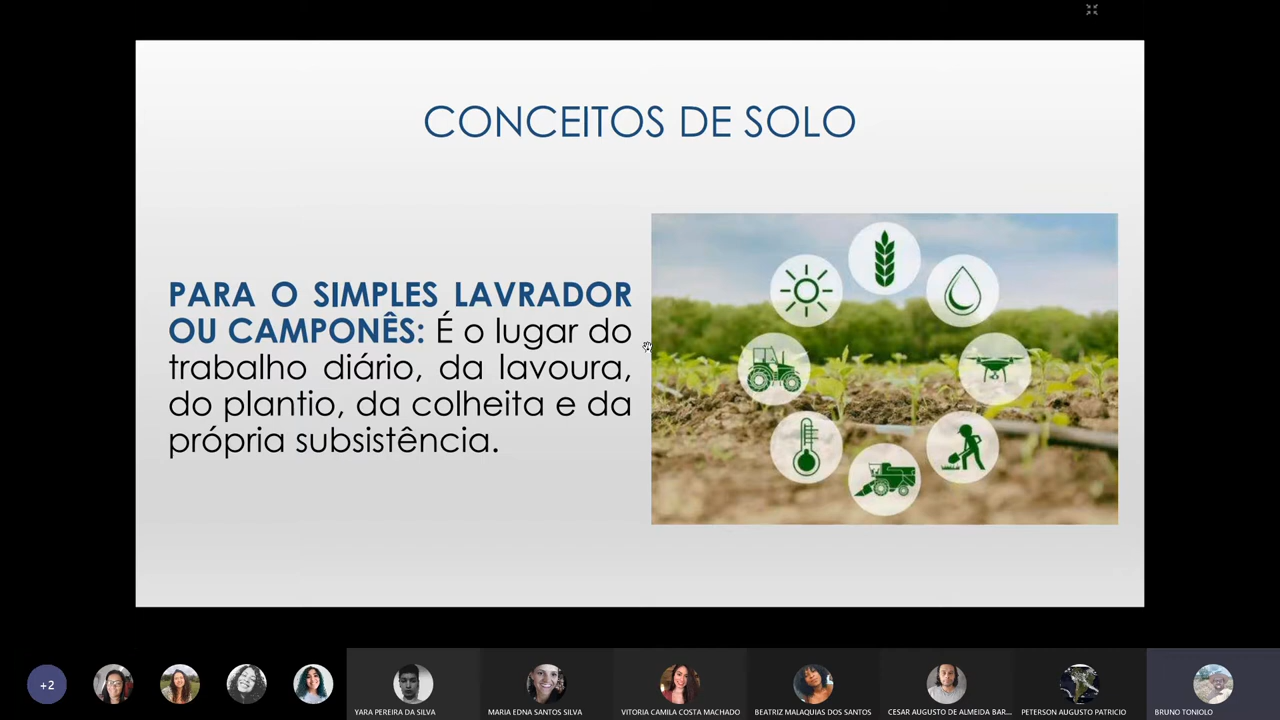 CONCEITOS DE SOLO
PARA O SIMPLES LAVRADOR
OU CAMPONÊS: É o lugar do
trabalho diário, da lavoura,
do plantio, da colheita e da
própria subsistência.
+2
YARA PEREIRA DA SILVA
MARIA EDNA SANTOS SILVA
VITORIA CAMILA COSTA MACHADO
BEATRIZ MALAQUIAS DOS SANTOS
CESAR AUGUSTO DE ALMEIDA BAR...
PETERSON AUGUSTO PATRICIO
BRUNO TONIOLO